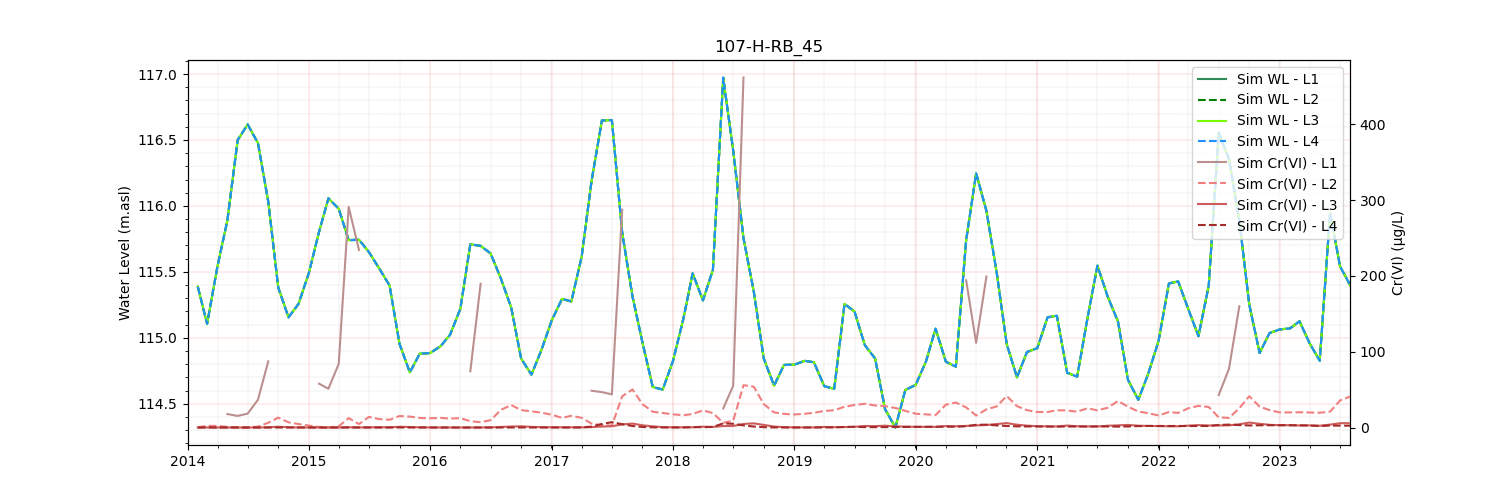 107-H-RB_45
117.0
116.5
116.0
115.5
115.0
114.5
Water Level (m.asl)
400
300
200
100
0
Cr(VI) (µg/L)
Sim WL - L1
Sim WL - L2
Sim WL - L3
Sim WL - L4
Sim Cr(VI) - L1
Sim Cr(VI) - L2
Sim Cr(VI) - L3
Sim Cr(VI) - L4
2014 2015 2016 2017 2018 2019 2020 2021 2022 2023